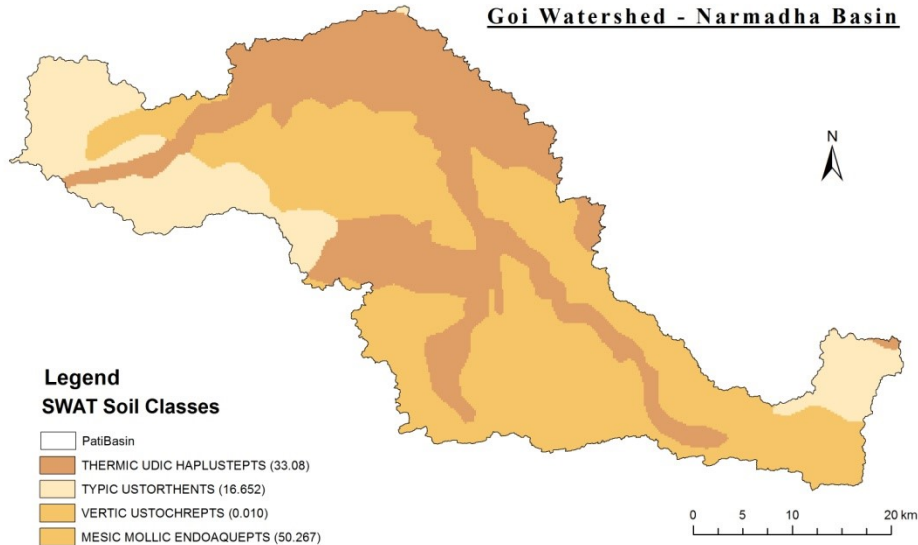 Goi Watershed - Narmadha Basin
N
Legend
SWAT Soil Classes
PatiBasin
THERMIC UDIC HAPLUSTEPTS (33.08)
TYPIC USTORTHENTS (16.652)
VERTIC USTOCHREPTS (0.010)
MESIC MOLLIC ENDOAQUEPTS (50.267)
0 5 10 20 km